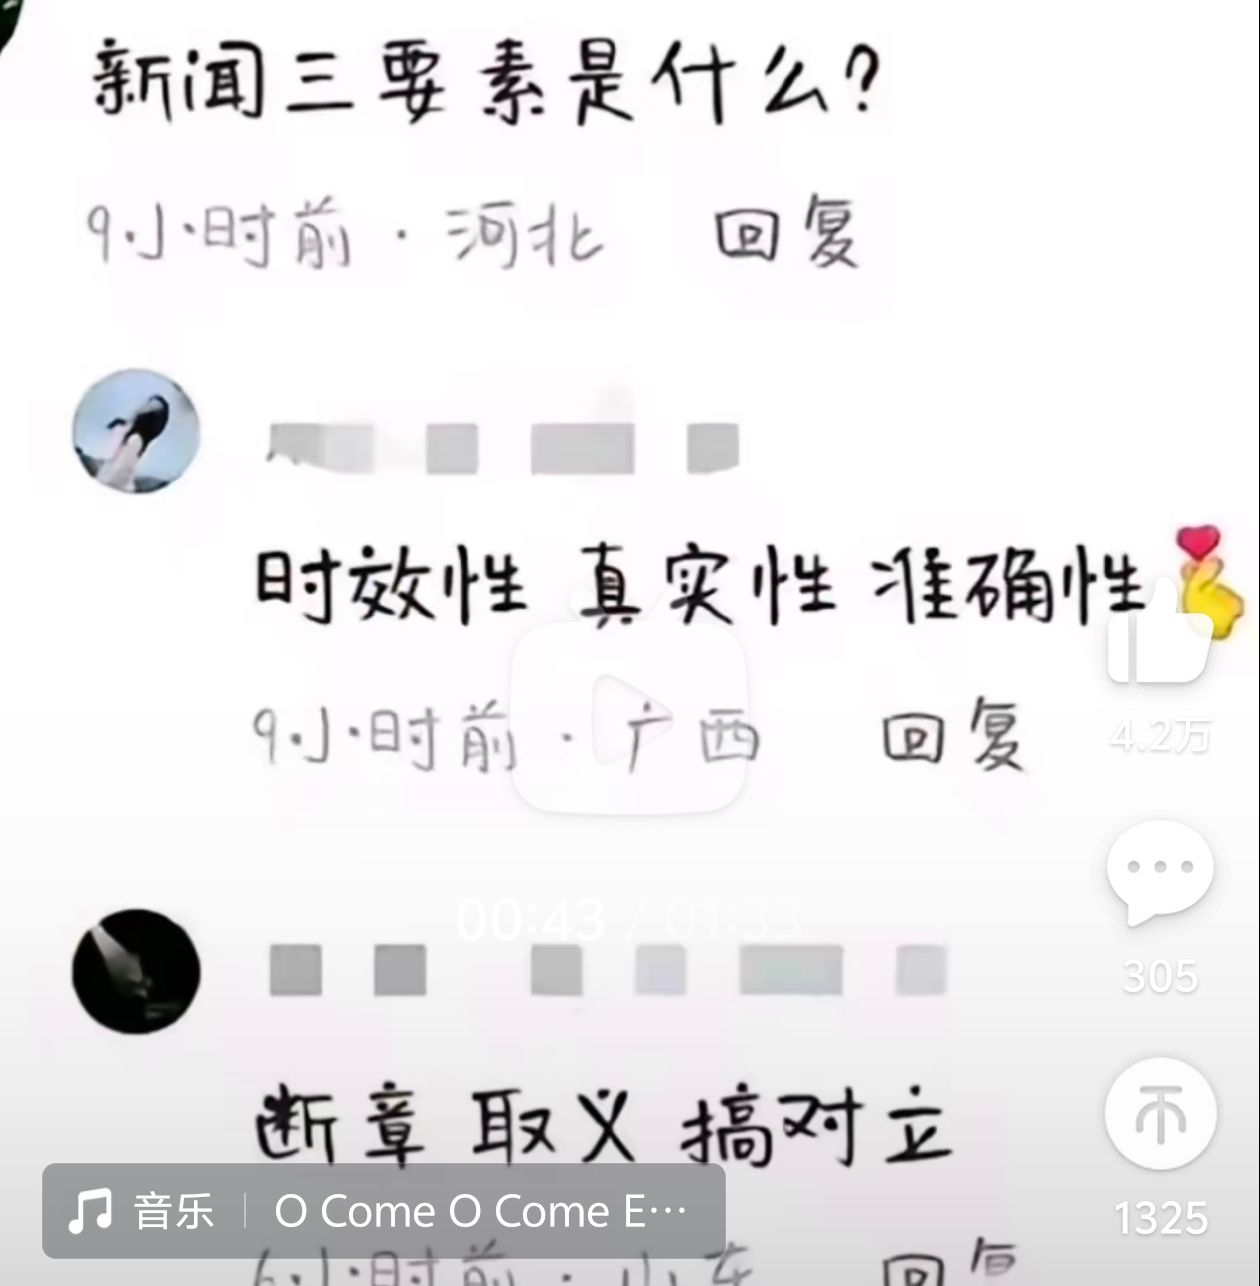 新闻三要素是什么?
9小时前 · 河北 回复
时效性 真实性 准确性
9小时前 · 广西 回复
4.2万
00:43 / 01:33
305
断章 取义 搞对立
音乐 | O Come O Come E···
6小时前 · 山东 回复
1325